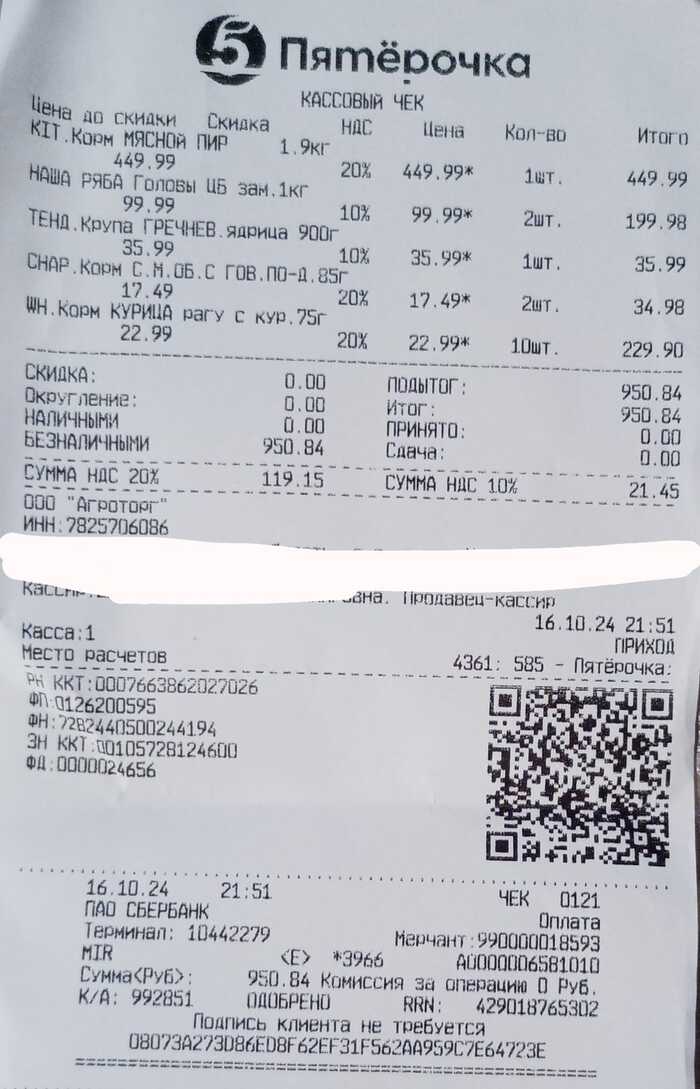 5 Пятёрочка
КАССОВЫЙ ЧЕК
Цена до скидки Скидка НДС Цена Кол-во Итого
KIT.Корм МЯСНОЙ ПИР 1.9кг
449.99 20% 449.99* 1шт. 449.99
НАША РЯБА Головы ЦБ зам.1кг
99.99 10% 99.99* 2шт. 199.98
ТЕНД.Крупа ГРЕЧНЕВ.ядрица 900г
35.99 10% 35.99* 1шт. 35.99
СНАР.Корм С.М.ОБ.С ГОВ.ПО-Д.85г
17.49 20% 17.49* 2шт. 34.98
WH.Корм КУРИЦА рагу с кур.75г
22.99 20% 22.99* 10шт. 229.90
СКИДКА: 0.00 ПОДЫТОГ: 950.84
Округление: 0.00 Итог: 950.84
НАЛИЧНЫМИ 0.00 ПРИНЯТО: 0.00
БЕЗНАЛИЧНЫМИ 950.84 Сдача: 0.00
СУММА НДС 20% 119.15 СУММА НДС 10% 21.45
ООО "Агроторг"
ИНН:7825706086
Кассир: Продавец-кассир
16.10.24 21:51
Касса:1 ПРИХОД
Место расчетов 4361: 585 - Пятёрочка:
РН ККТ:0007663862027026
ФП:0126200595
ФН:7282440500244194
ЗН ККТ:00105728124600
ФД:0000024656
16.10.24 21:51 ЧЕК 0121
ПАО СБЕРБАНК Оплата
Терминал: 10442279 Мерчант:990000018593
MIR <E> *3966 A0000006581010
Сумма<Руб>: 950.84 Комиссия за операцию 0 Руб.
К/А: 992851 ОДОБРЕНО RRN: 429018765302
Подпись клиента не требуется
08073A273D86ED8F62EF31F562AA959C7E64723E